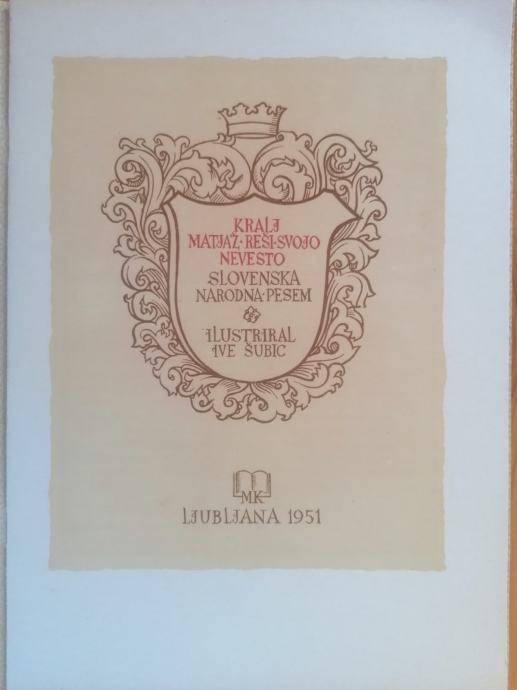 KRALJ
MATJAŽ · REŠI · SVOJO
NEVESTO
SLOVENSKA
NARODNA · PESEM
ILUSTRIRAL
IVE ŠUBIC
MK
LJUBLJANA 1951